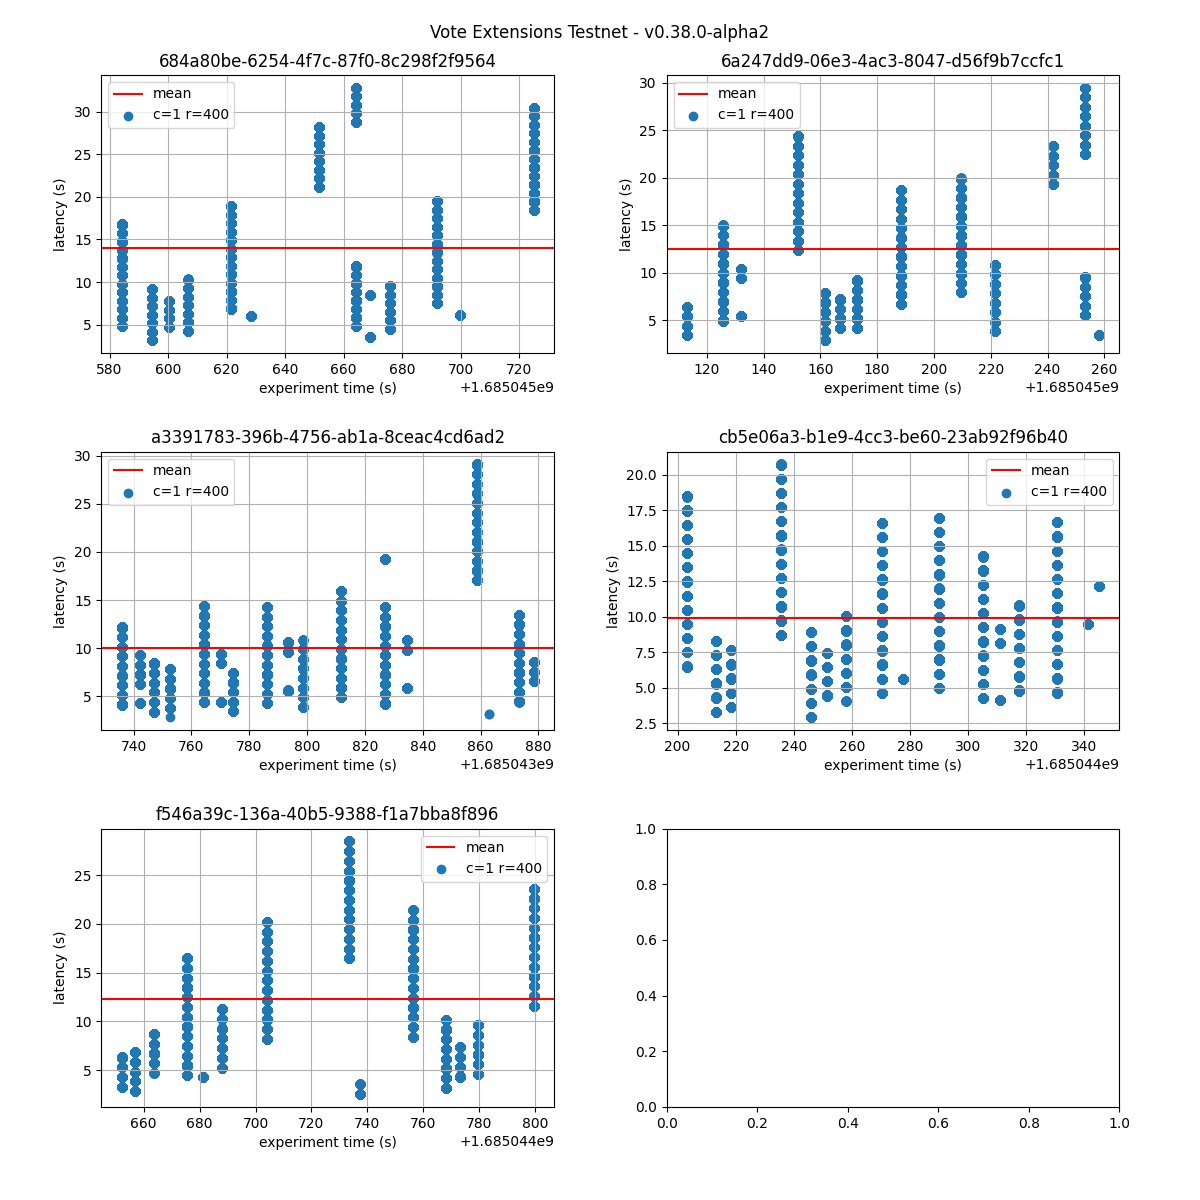 Vote Extensions Testnet - v0.38.0-alpha2
684a80be-6254-4f7c-87f0-8c298f2f9564
mean
c=1 r=400
30
25
20
15
10
5
latency (s)
580 600 620 640 660 680 700 720
experiment time (s)
+1.685045e9
6a247dd9-06e3-4ac3-8047-d56f9b7ccfc1
mean
c=1 r=400
30
25
20
15
10
5
latency (s)
120 140 160 180 200 220 240 260
experiment time (s)
+1.685045e9
a3391783-396b-4756-ab1a-8ceac4cd6ad2
mean
c=1 r=400
30
25
20
15
10
5
latency (s)
740 760 780 800 820 840 860 880
experiment time (s)
+1.685043e9
cb5e06a3-b1e9-4cc3-be60-23ab92f96b40
mean
c=1 r=400
20.0
17.5
15.0
12.5
10.0
7.5
5.0
2.5
latency (s)
200 220 240 260 280 300 320 340
experiment time (s)
+1.685044e9
f546a39c-136a-40b5-9388-f1a7bba8f896
mean
c=1 r=400
25
20
15
10
5
latency (s)
660 680 700 720 740 760 780 800
experiment time (s)
+1.685044e9
1.0
0.8
0.6
0.4
0.2
0.0
0.0 0.2 0.4 0.6 0.8 1.0